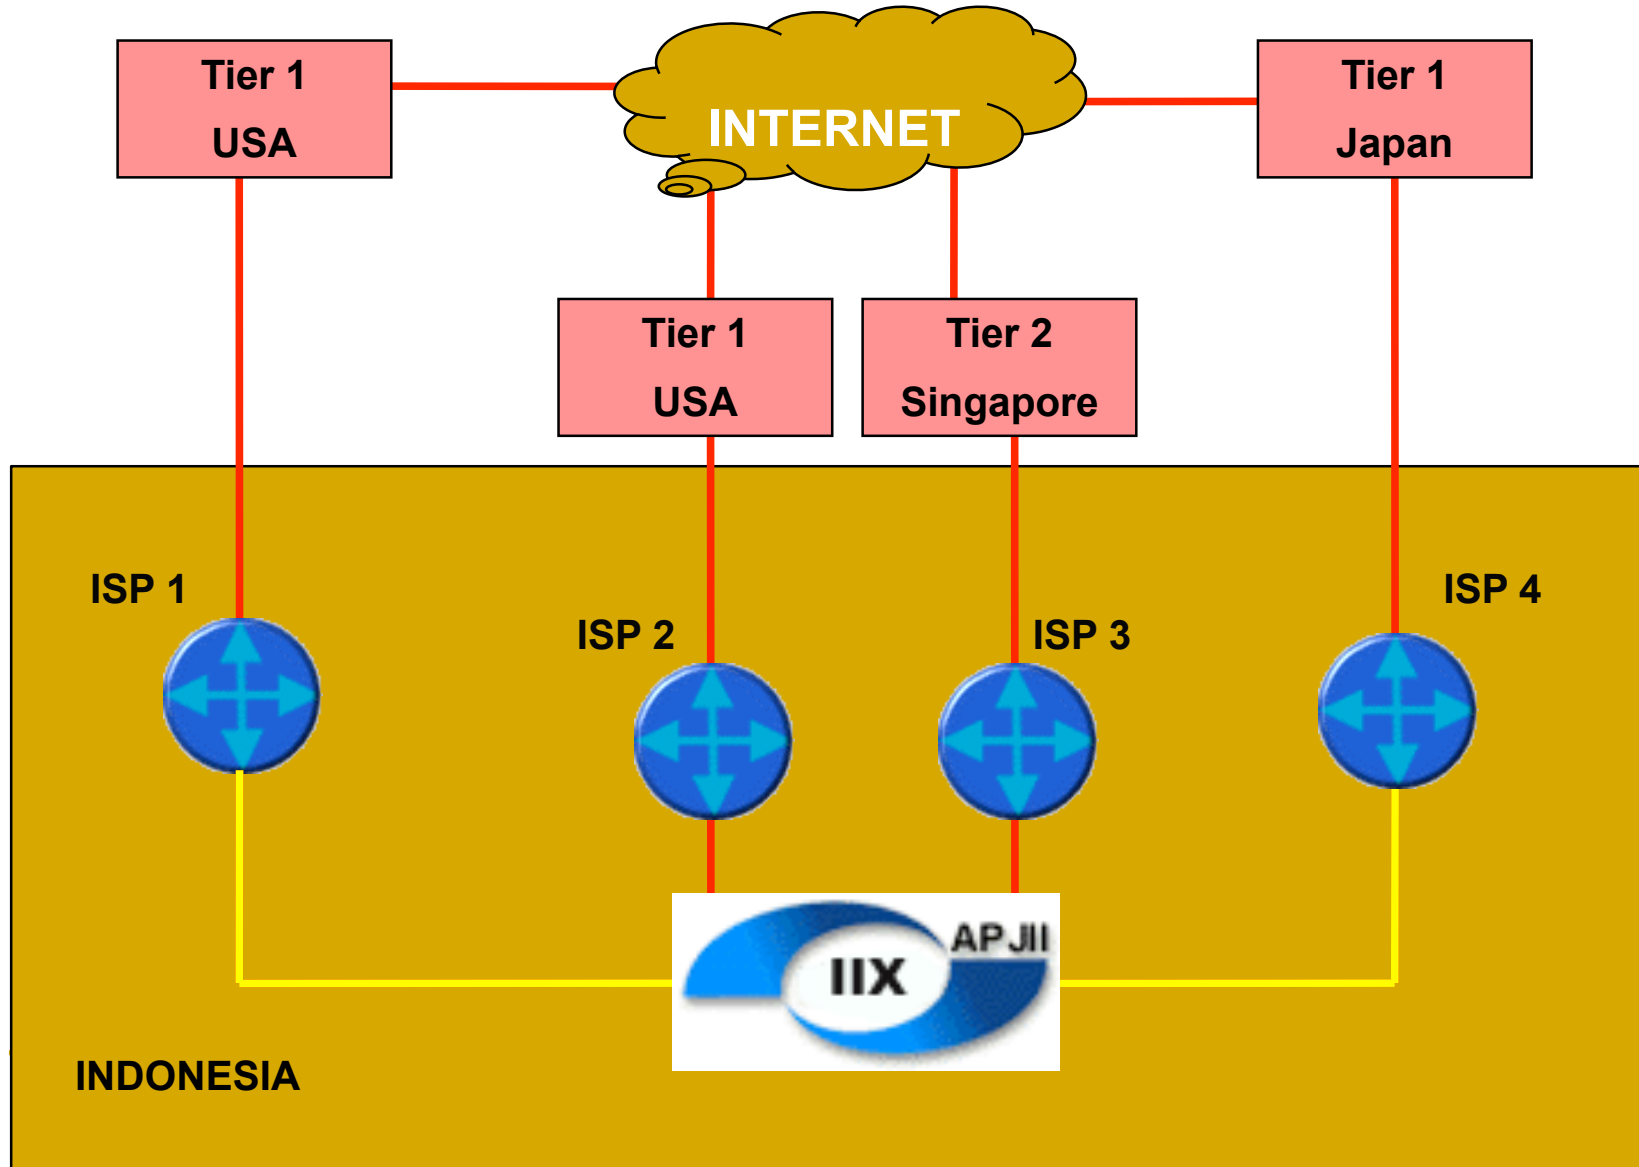 Tier 1
USA
INTERNET
Tier 1
Japan
Tier 1
USA
Tier 2
Singapore
ISP 1
ISP 2
ISP 3
ISP 4
APJII
IIX
INDONESIA